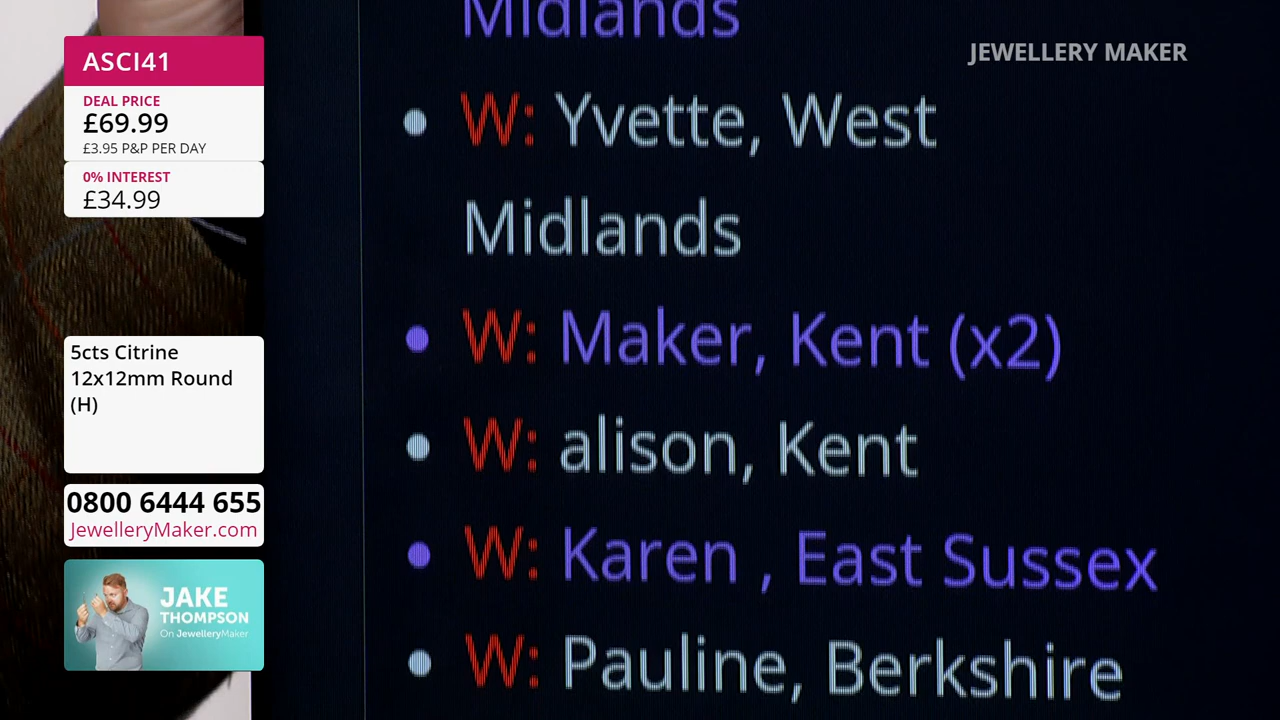 ASCI41
DEAL PRICE
£69.99
£3.95 P&P PER DAY
0% INTEREST
£34.99
5cts Citrine
12x12mm Round
(H)
0800 6444 655
JewelleryMaker.com
JAKE
THOMPSON
On JewelleryMaker
JEWELLERY MAKER
Midlands
• W: Yvette, West
Midlands
• W: Maker, Kent (x2)
• W: alison, Kent
• W: Karen , East Sussex
• W: Pauline, Berkshire